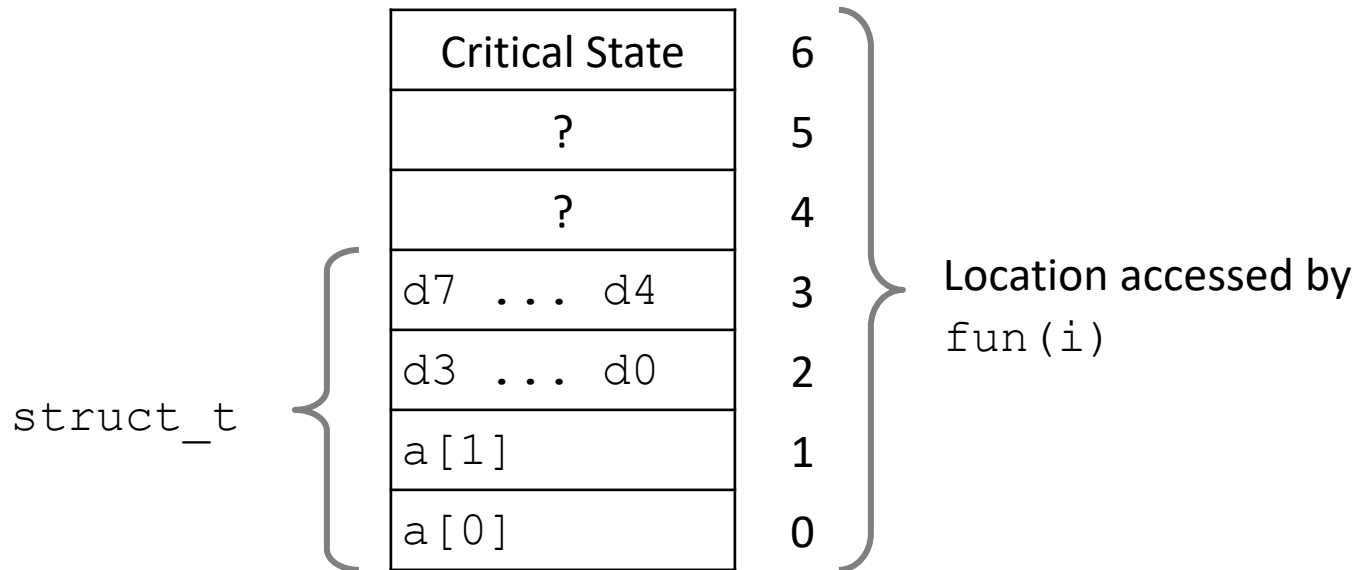 Critical State 6
? 5
? 4
d7 ... d4 3
d3 ... d0 2
a[1] 1
a[0] 0
struct_t
Location accessed by
fun(i)